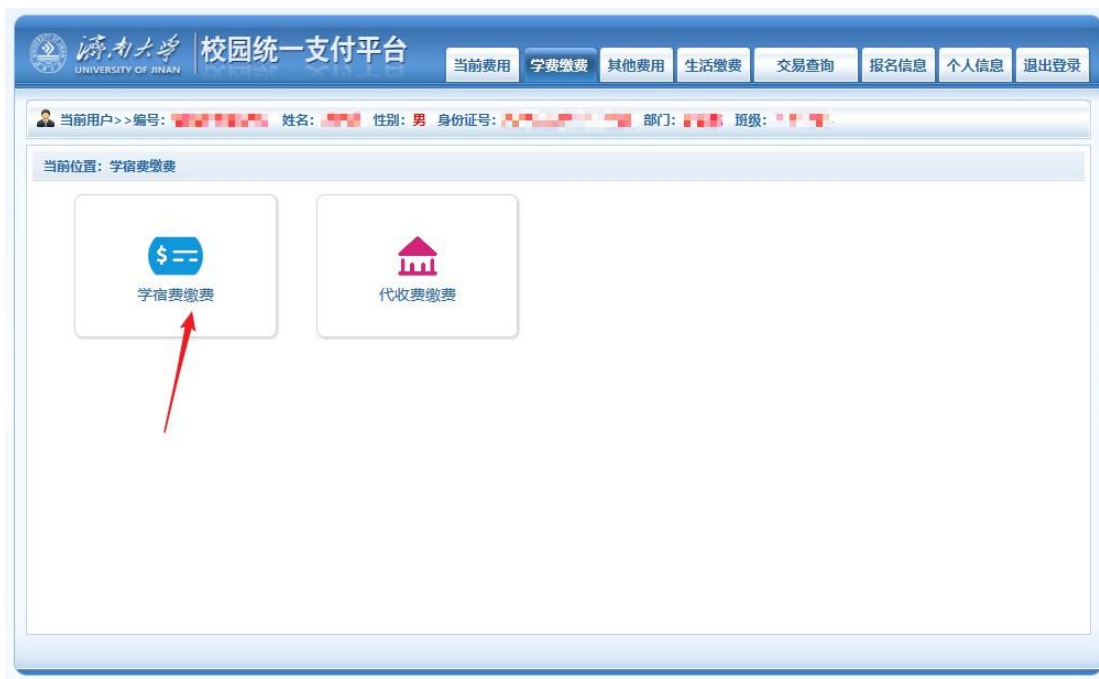 濟南大学 校园统一支付平台
UNIVERSITY OF JINAN
当前费用 学费缴费 其他费用 生活缴费 交易查询 报名信息 个人信息 退出登录
当前用户>>编号: 姓名: 性别: 男 身份证号: 部门: 班级:
当前位置: 学宿费缴费
学宿费缴费 代收费缴费